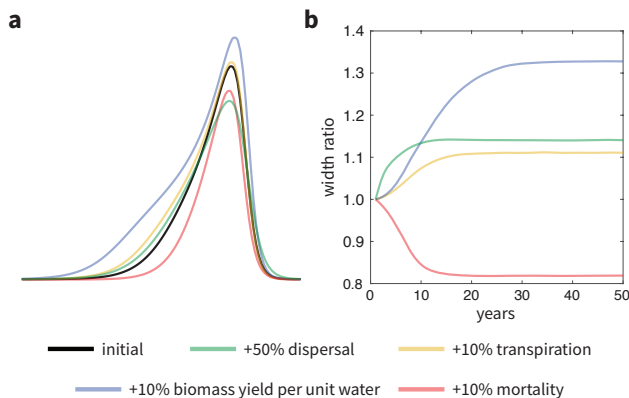 a
b
1.4
1.3
1.2
1.1
1.0
0.9
0.8
width ratio
0 10 20 30 40 50
years
initial +50% dispersal +10% transpiration
+10% biomass yield per unit water +10% mortality